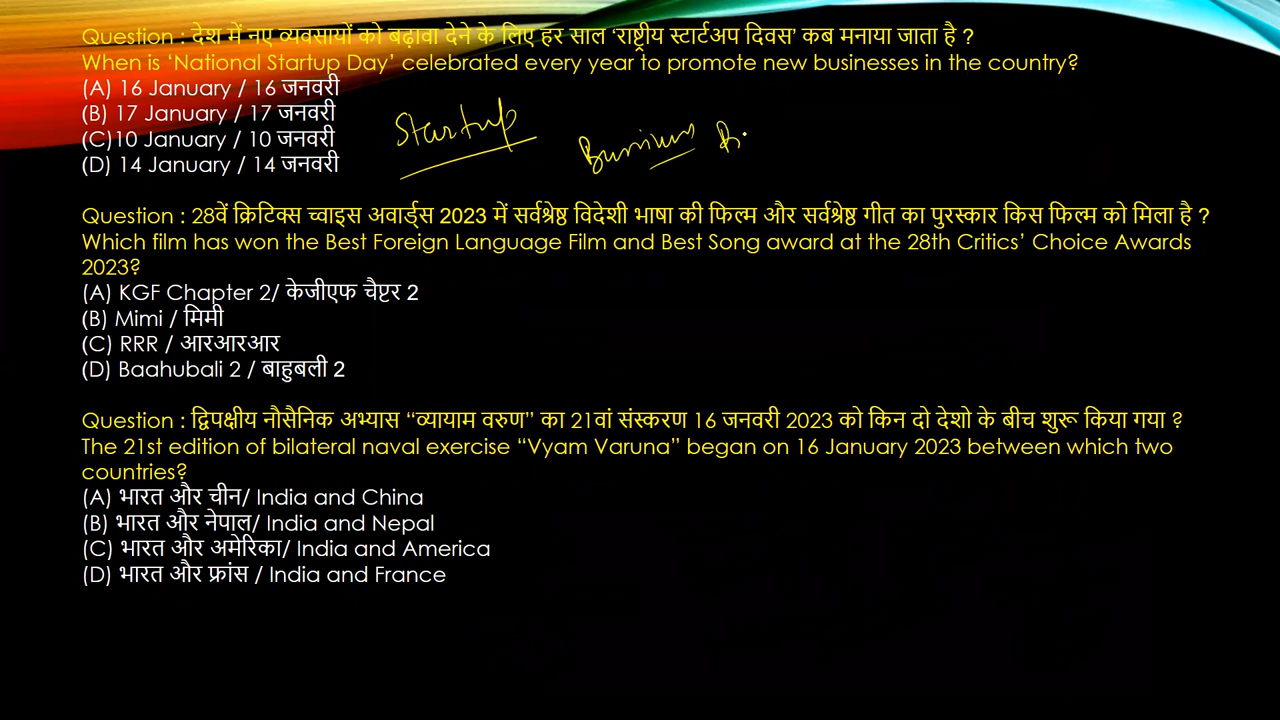 Question : देश में नए व्यवसायों को बढ़ावा देने के लिए हर साल ‘राष्ट्रीय स्टार्टअप दिवस’ कब मनाया जाता है ?
When is ‘National Startup Day’ celebrated every year to promote new businesses in the country?
(A) 16 January / 16 जनवरी
(B) 17 January / 17 जनवरी
(C)10 January / 10 जनवरी
(D) 14 January / 14 जनवरी
Startup
Question : 28वें क्रिटिक्स च्वाइस अवार्ड्स 2023 में सर्वश्रेष्ठ विदेशी भाषा की फिल्म और सर्वश्रेष्ठ गीत का पुरस्कार किस फिल्म को मिला है ?
Which film has won the Best Foreign Language Film and Best Song award at the 28th Critics’ Choice Awards
2023?
(A) KGF Chapter 2/ केजीएफ चैप्टर 2
(B) Mimi / मिमी
(C) RRR / आरआरआर
(D) Baahubali 2 / बाहुबली 2
Question : द्विपक्षीय नौसैनिक अभ्यास “व्यायाम वरुण” का 21वां संस्करण 16 जनवरी 2023 को किन दो देशो के बीच शुरू किया गया ?
The 21st edition of bilateral naval exercise “Vyam Varuna” began on 16 January 2023 between which two
countries?
(A) भारत और चीन/ India and China
(B) भारत और नेपाल/ India and Nepal
(C) भारत और अमेरिका/ India and America
(D) भारत और फ्रांस / India and France